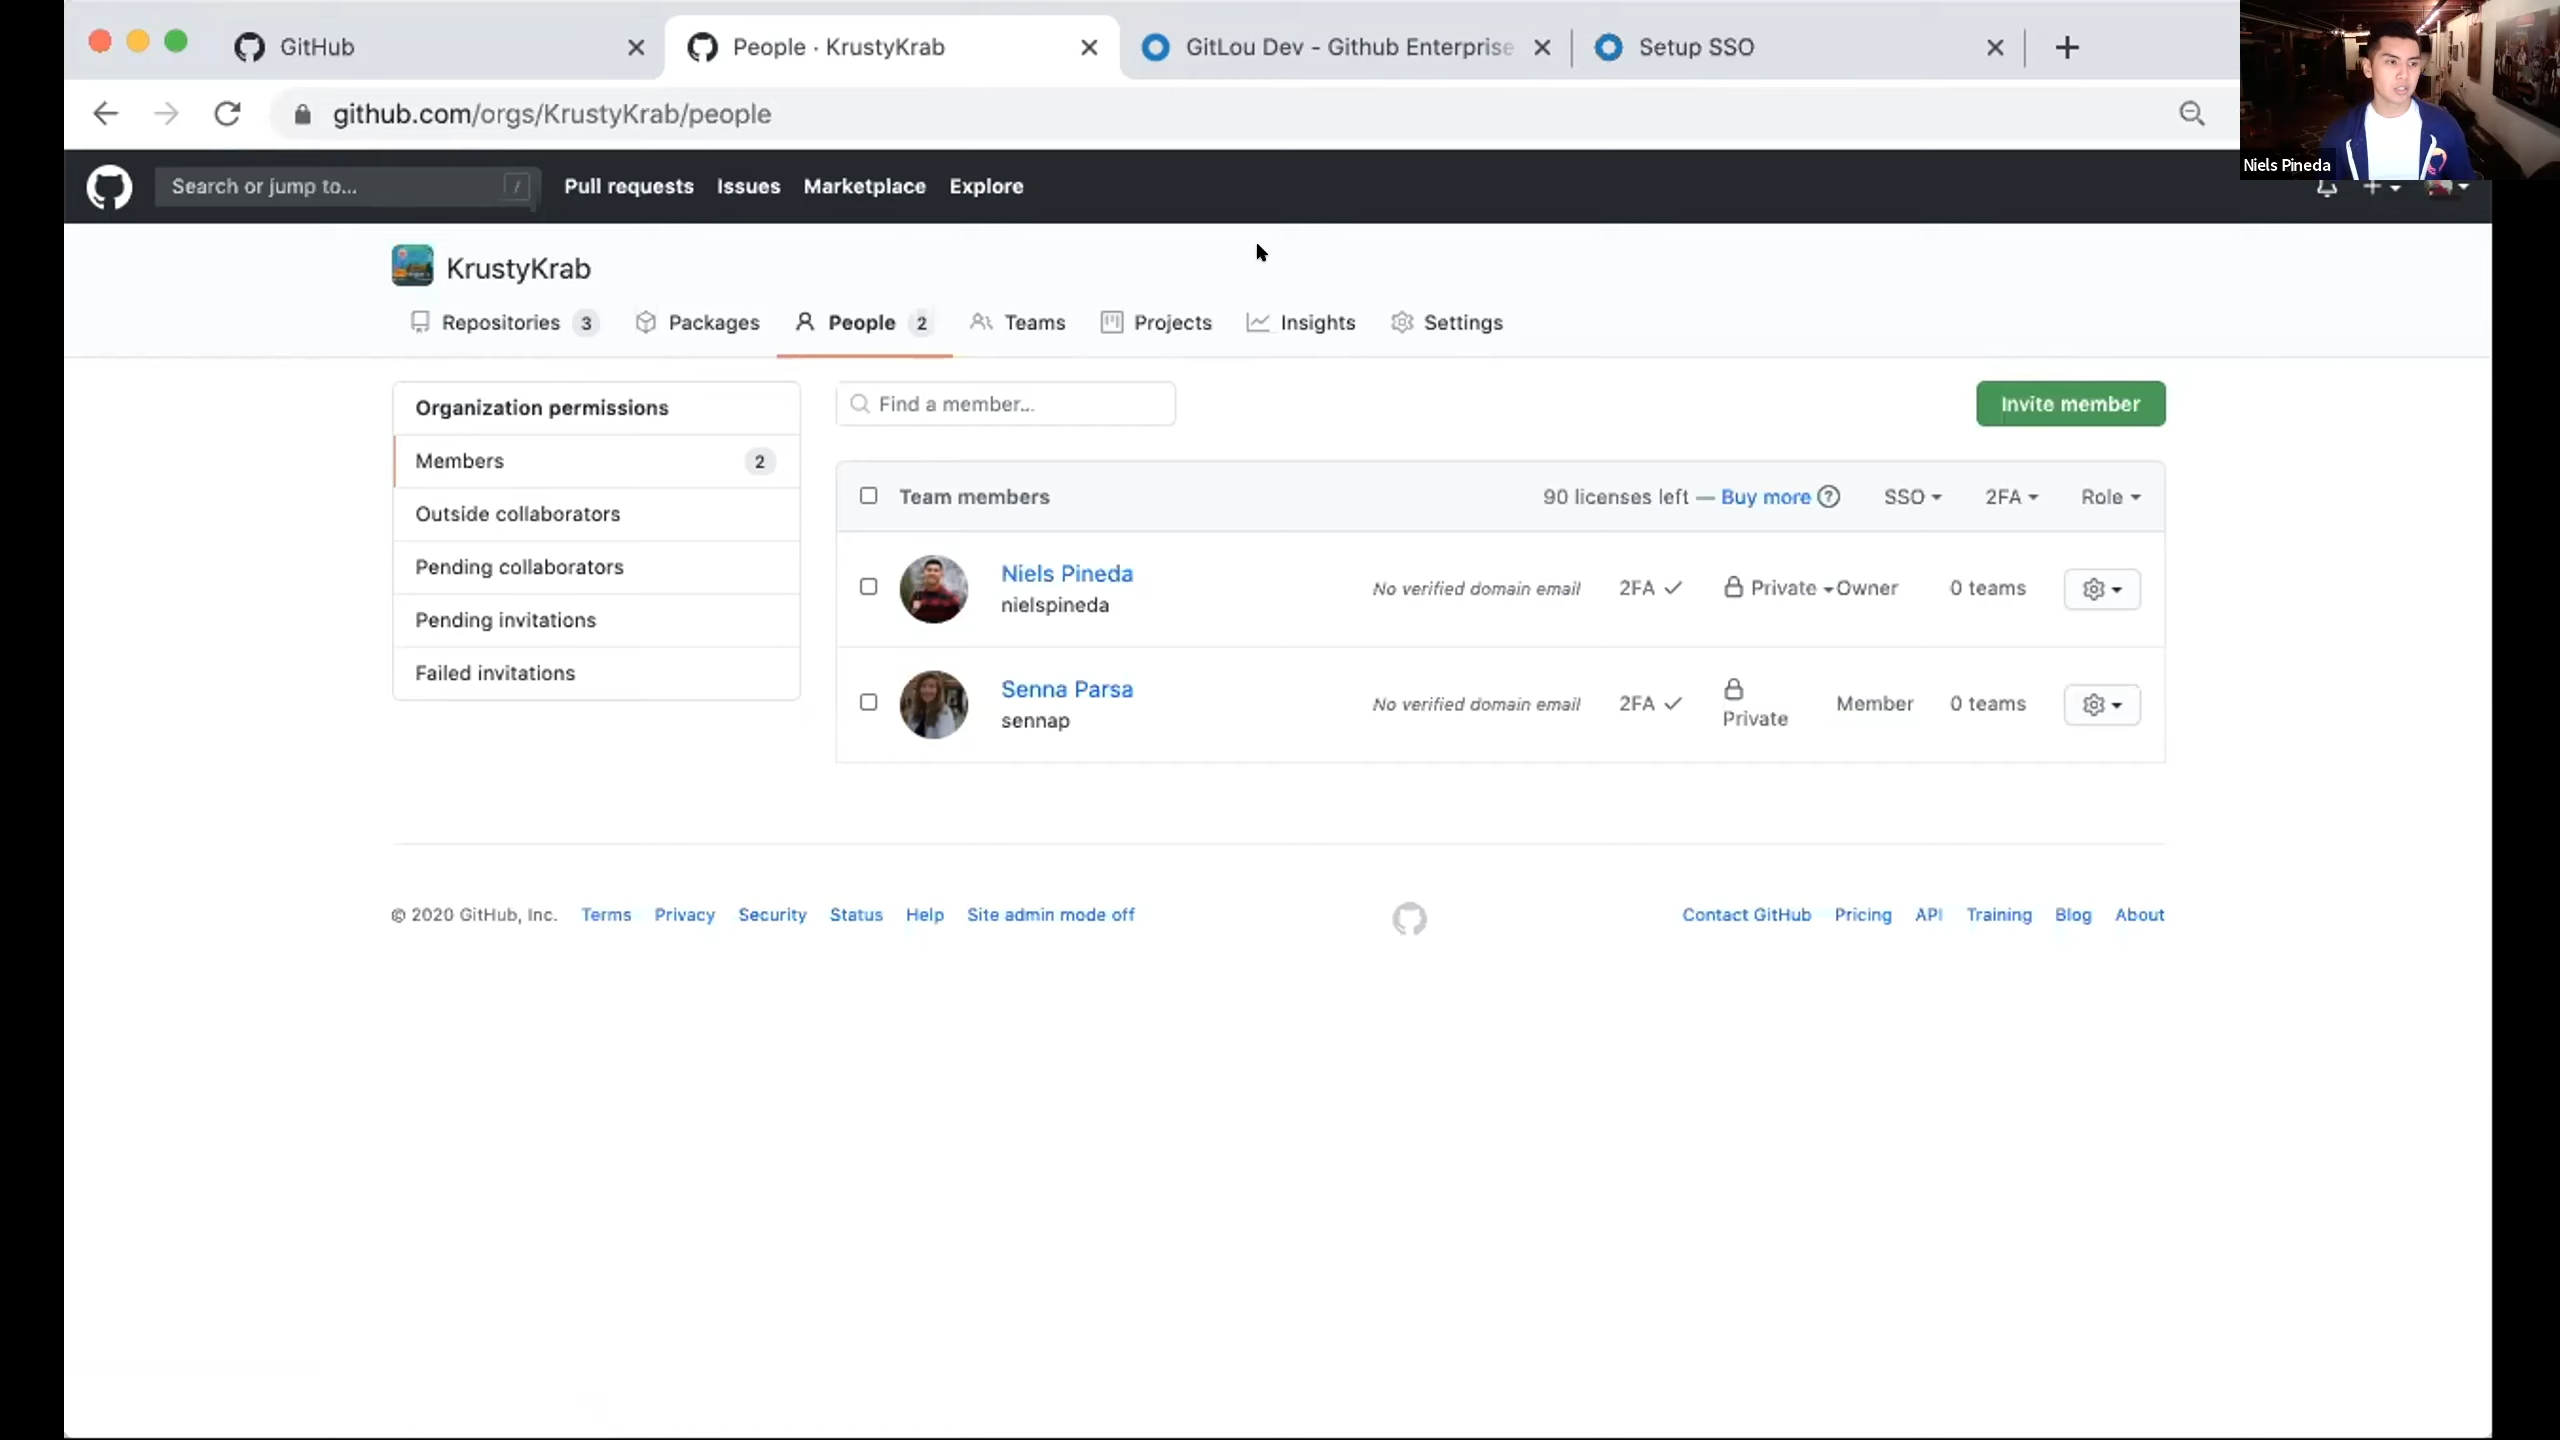 GitHub
People · KrustyKrab
GitLou Dev - Github Enterprise
Setup SSO
github.com/orgs/KrustyKrab/people
Niels Pineda
Search or jump to...
/
Pull requests
Issues
Marketplace
Explore
KrustyKrab
Repositories 3
Packages
People 2
Teams
Projects
Insights
Settings
Organization permissions
Members 2
Outside collaborators
Pending collaborators
Pending invitations
Failed invitations
Find a member...
Invite member
Team members
90 licenses left — Buy more
SSO
2FA
Role
Niels Pineda
nielspineda
No verified domain email
2FA
Private
Owner
0 teams
Senna Parsa
sennap
No verified domain email
2FA
Private
Member
0 teams
© 2020 GitHub, Inc.
Terms
Privacy
Security
Status
Help
Site admin mode off
Contact GitHub
Pricing
API
Training
Blog
About